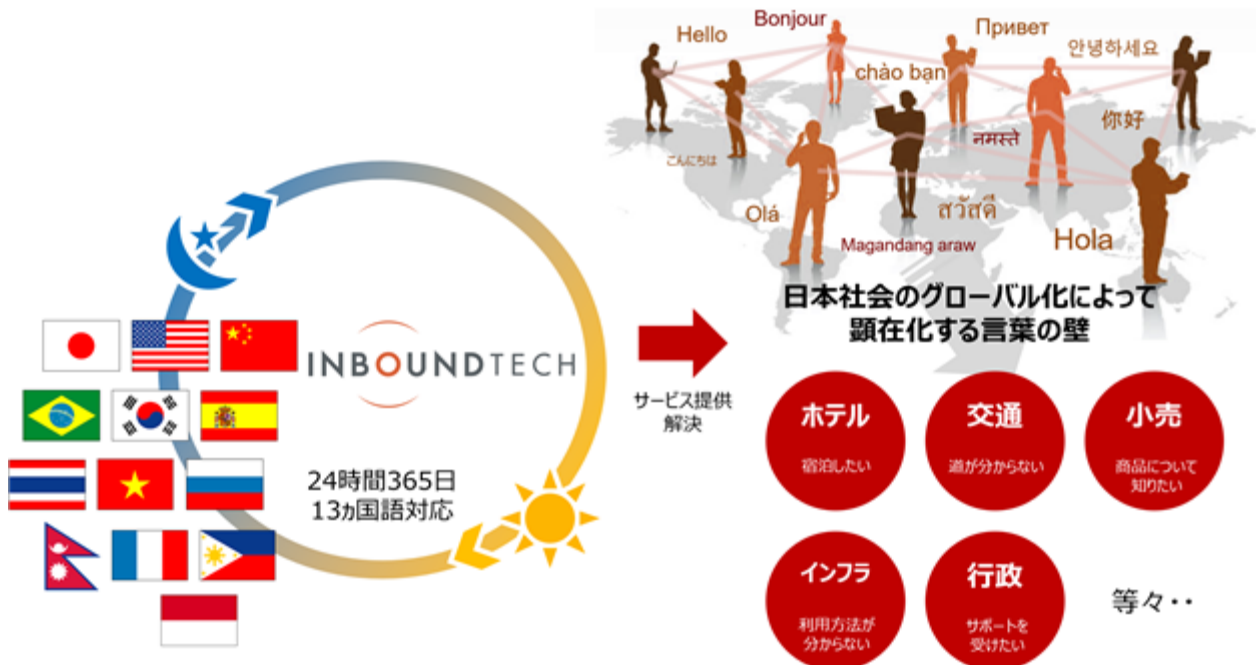 INBOUNDTECH
24時間365日
13ヵ国語対応
サービス提供
解決
Hello
Bonjour
Привет
안녕하세요
chào bạn
こんにちは
नमस्ते
你好
Olá
สวัสดี
Magandang araw
Hola
日本社会のグローバル化によって
顕在化する言葉の壁
ホテル
宿泊したい
交通
道が分からない
小売
商品について
知りたい
インフラ
利用方法が
分からない
行政
サポートを
受けたい
等々・・